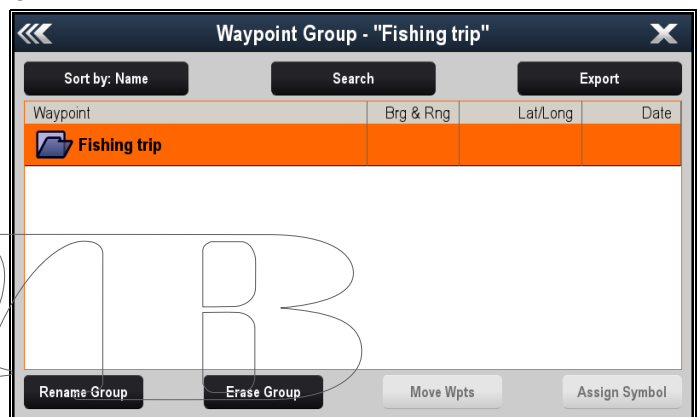 Waypoint Group - "Fishing trip"
Sort by: Name Search Export
Waypoint Brg & Rng Lat/Long Date
Fishing trip
Rename Group Erase Group Move Wpts Assign Symbol